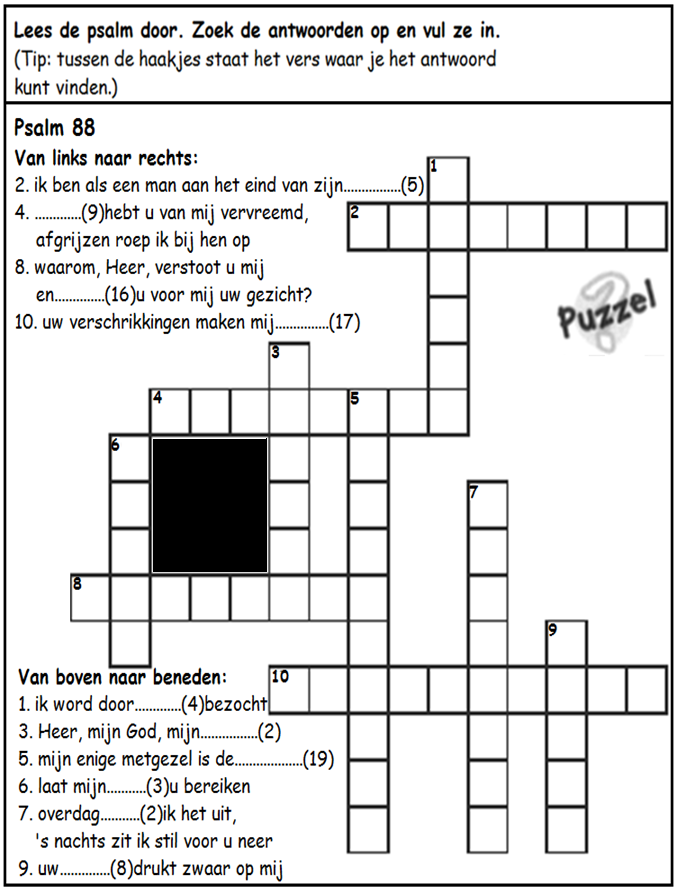 Lees de psalm door. Zoek de antwoorden op en vul ze in.
(Tip: tussen de haakjes staat het vers waar je het antwoord
kunt vinden.)
Psalm 88
Van links naar rechts:
2. ik ben als een man aan het eind van zijn................(5)
4. .............(9)hebt u van mij vervreemd,
afgrijzen roep ik bij hen op
8. waarom, Heer, verstoot u mij
en..............(16)u voor mij uw gezicht?
10. uw verschrikkingen maken mij...............(17)
1
2
Puzzel
?
3
4
5
6
7
8
9
10
Van boven naar beneden:
1. ik word door.............(4)bezocht
3. Heer, mijn God, mijn................(2)
5. mijn enige metgezel is de...................(19)
6. laat mijn...........(3)u bereiken
7. overdag...........(2)ik het uit,
's nachts zit ik stil voor u neer
9. uw..............(8)drukt zwaar op mij